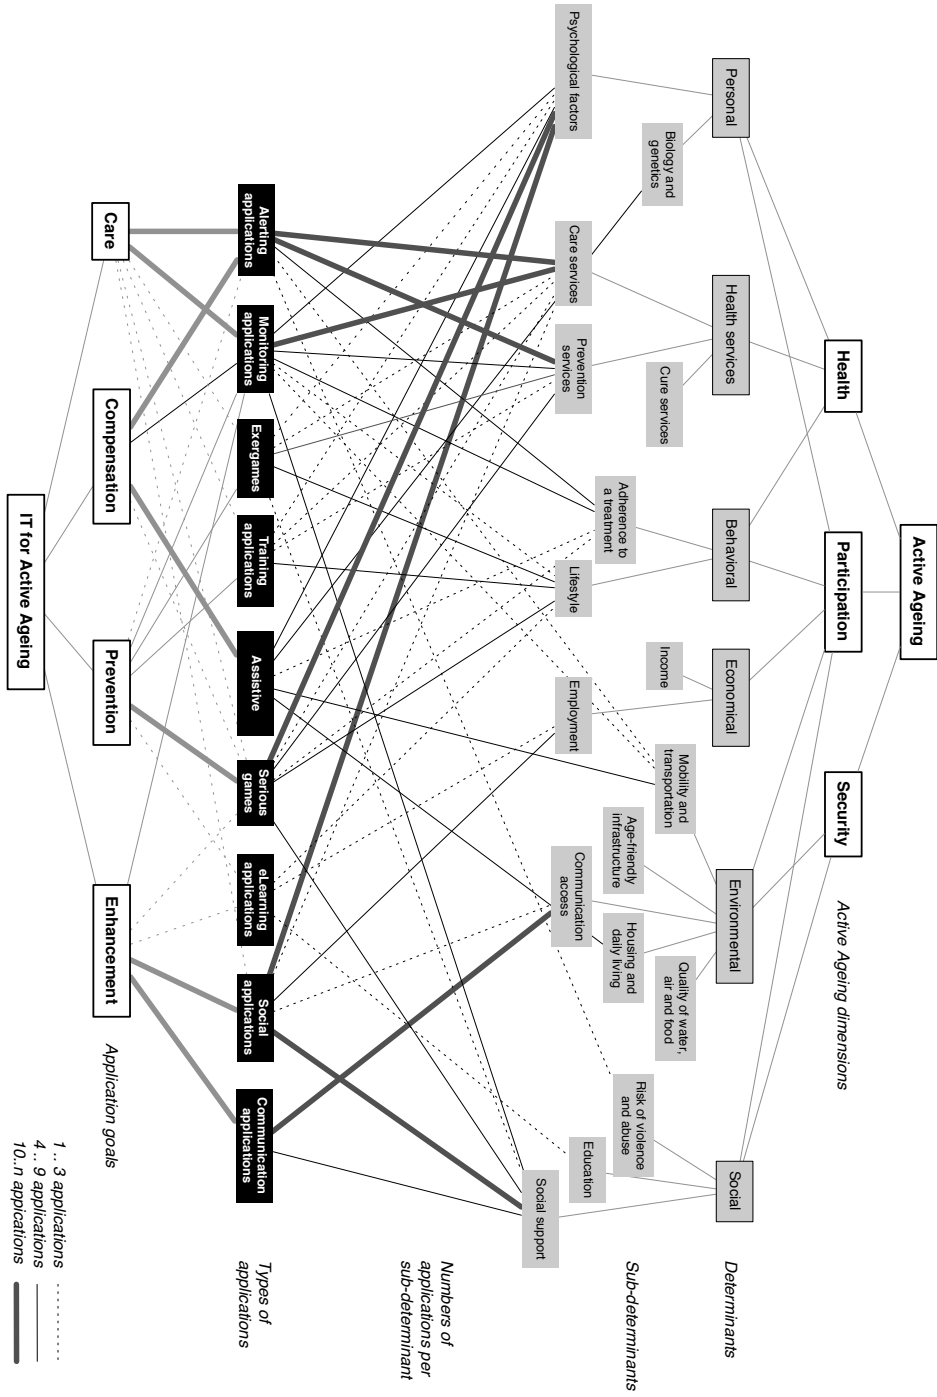 Active Ageing
Health
Participation
Security
Active Ageing dimensions
Personal
Health services
Behavioral
Economical
Environmental
Social
Determinants
Biology and
genetics
Cure services
Income
Mobility and
transportation
Quality of water,
air and food
Adherence to
a treatment
Age-friendly
infrastructure
Housing and
daily living
Risk of violence
and abuse
Sub-determinants
Psychological factors
Care services
Prevention
services
Lifestyle
Employment
Communication
access
Education
Social support
Numbers of
applications per
sub-determinant
Alerting
applications
Monitoring
applications
Exergames
Training
applications
Assistive
Serious
games
eLearning
applications
Social
applications
Communication
applications
Types of
applications
Care
Compensation
Prevention
Enhancement
Application goals
IT for Active Ageing
1 .. 3 applications
4 .. 9 applications
10..n appications